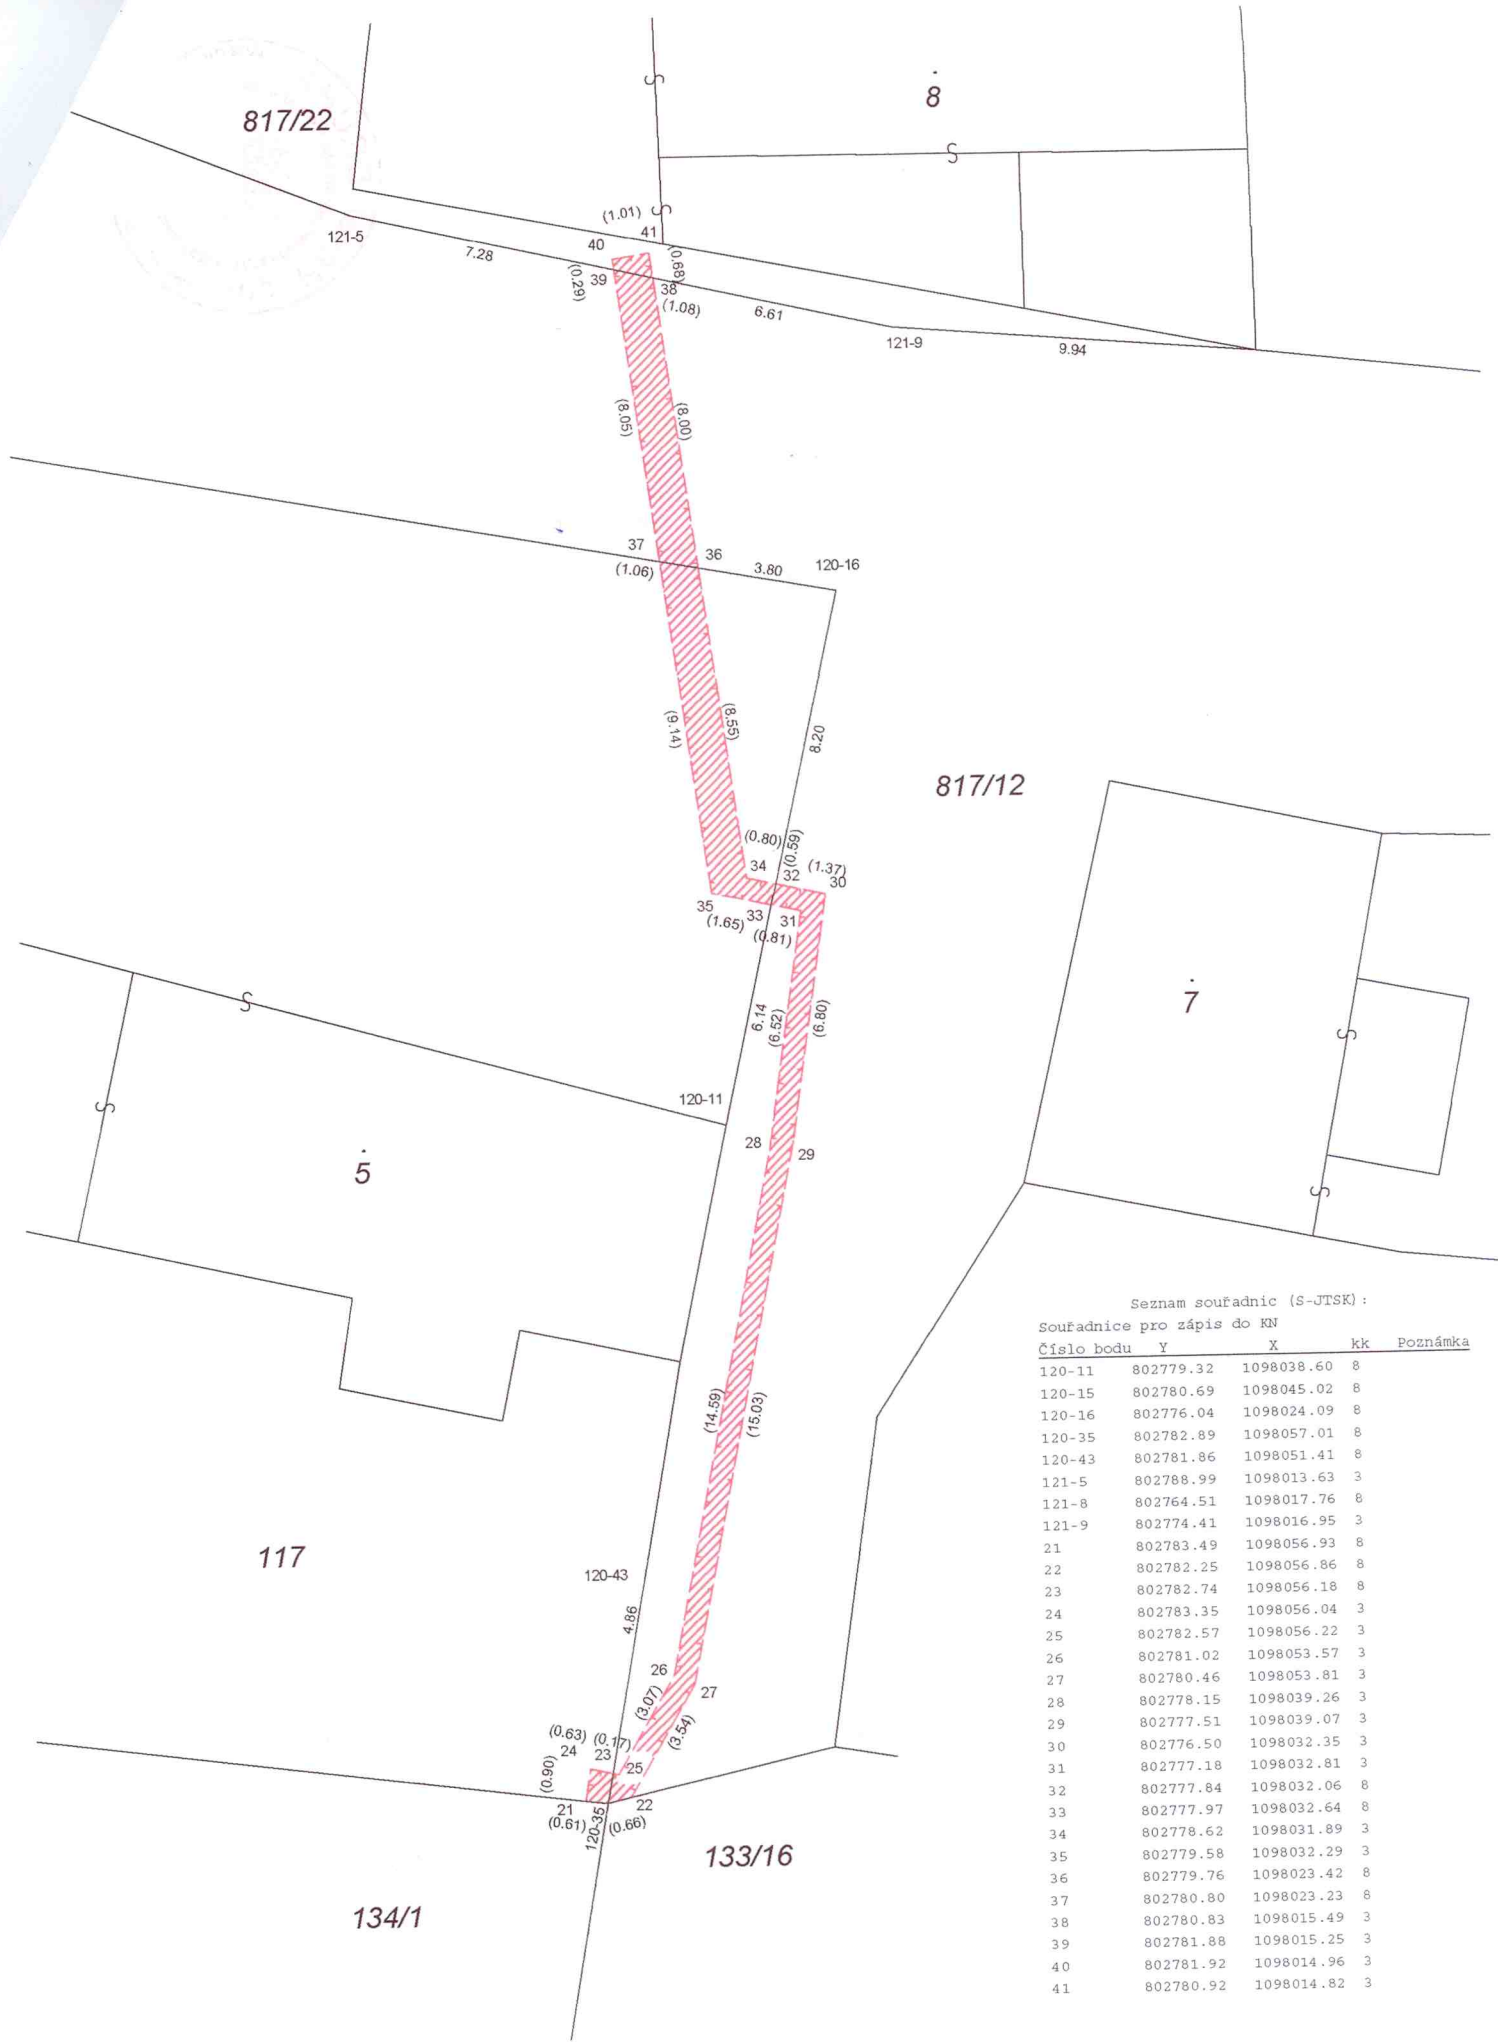 8
817/22
(1.01)
41
40
121-5
7.28
(0.68)
39
(0.29)
38
(1.08)
6.61
121-9
9.94
(8.05)
(8.00)
37
36
(1.06)
3.80
120-16
(9.14)
(8.55)
8.20
817/12
(0.80)
(0.59)
34
32
(1.37)
30
35
33
31
(1.65)
(0.81)
7
6.14
(6.52)
(6.80)
120-11
28
29
5
(14.59)
(15.03)
117
120-43
4.86
26
27
(3.07)
(3.54)
(0.63)
(0.17)
24
23
25
(0.90)
21
22
(0.61)
120-35
(0.66)
133/16
134/1
Seznam souřadnic (S-JTSK):
Souřadnice pro zápis do KN
Číslo bodu Y X kk Poznámka
120-11 802779.32 1098038.60 8
120-15 802780.69 1098045.02 8
120-16 802776.04 1098024.09 8
120-35 802782.89 1098057.01 8
120-43 802781.86 1098051.41 8
121-5 802788.99 1098013.63 3
121-8 802764.51 1098017.76 8
121-9 802774.41 1098016.95 3
21 802783.49 1098056.93 8
22 802782.25 1098056.86 8
23 802782.74 1098056.18 8
24 802783.35 1098056.04 3
25 802782.57 1098056.22 3
26 802781.02 1098053.57 3
27 802780.46 1098053.81 3
28 802778.15 1098039.26 3
29 802777.51 1098039.07 3
30 802776.50 1098032.35 3
31 802777.18 1098032.81 3
32 802777.84 1098032.06 8
33 802777.97 1098032.64 8
34 802778.62 1098031.89 3
35 802779.58 1098032.29 3
36 802779.76 1098023.42 8
37 802780.80 1098023.23 8
38 802780.83 1098015.49 3
39 802781.88 1098015.25 3
40 802781.92 1098014.96 3
41 802780.92 1098014.82 3